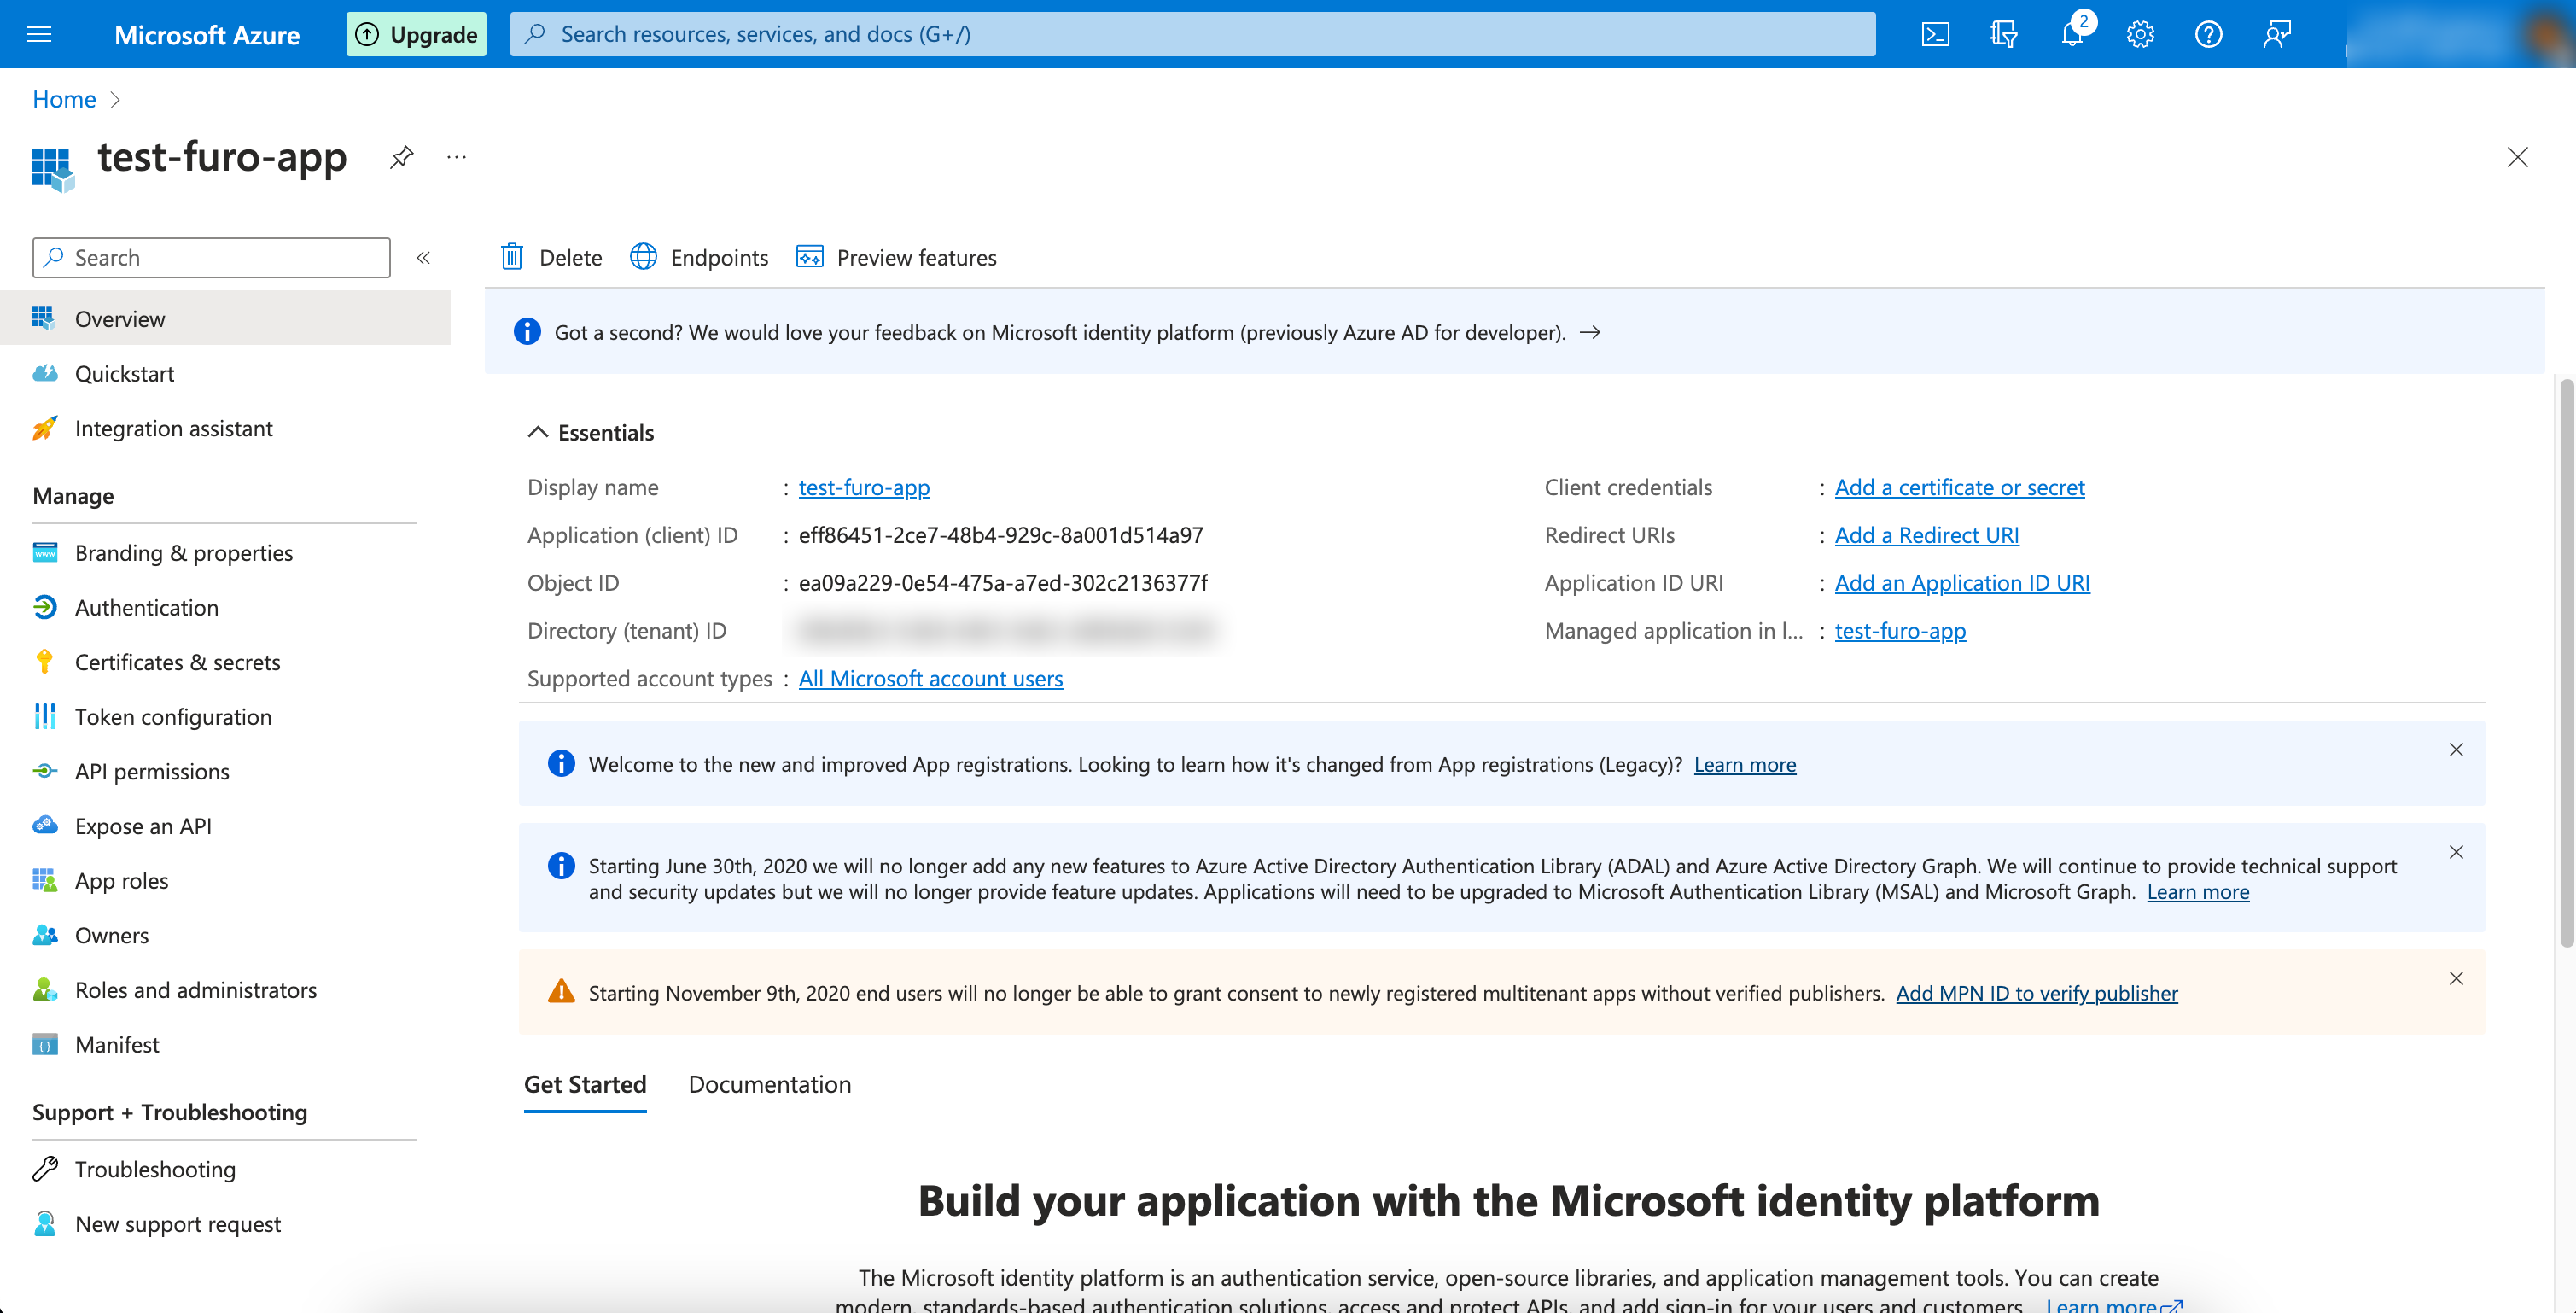 Microsoft Azure
Upgrade
Search resources, services, and docs (G+/)
2
Home
test-furo-app
...
Search
«
Overview
Quickstart
Integration assistant
Manage
Branding & properties
Authentication
Certificates & secrets
Token configuration
API permissions
Expose an API
App roles
Owners
Roles and administrators
Manifest
Support + Troubleshooting
Troubleshooting
New support request
Delete Endpoints Preview features
Got a second? We would love your feedback on Microsoft identity platform (previously Azure AD for developer). →
Essentials
Display name : test-furo-app
Application (client) ID : eff86451-2ce7-48b4-929c-8a001d514a97
Object ID : ea09a229-0e54-475a-a7ed-302c2136377f
Directory (tenant) ID
Supported account types : All Microsoft account users
Client credentials : Add a certificate or secret
Redirect URIs : Add a Redirect URI
Application ID URI : Add an Application ID URI
Managed application in l... : test-furo-app
Welcome to the new and improved App registrations. Looking to learn how it's changed from App registrations (Legacy)? Learn more
Starting June 30th, 2020 we will no longer add any new features to Azure Active Directory Authentication Library (ADAL) and Azure Active Directory Graph. We will continue to provide technical support
and security updates but we will no longer provide feature updates. Applications will need to be upgraded to Microsoft Authentication Library (MSAL) and Microsoft Graph. Learn more
Starting November 9th, 2020 end users will no longer be able to grant consent to newly registered multitenant apps without verified publishers. Add MPN ID to verify publisher
Get Started Documentation
Build your application with the Microsoft identity platform
The Microsoft identity platform is an authentication service, open-source libraries, and application management tools. You can create
modern, standards-based authentication solutions, access and protect APIs, and add sign-in for your users and customers. Learn more